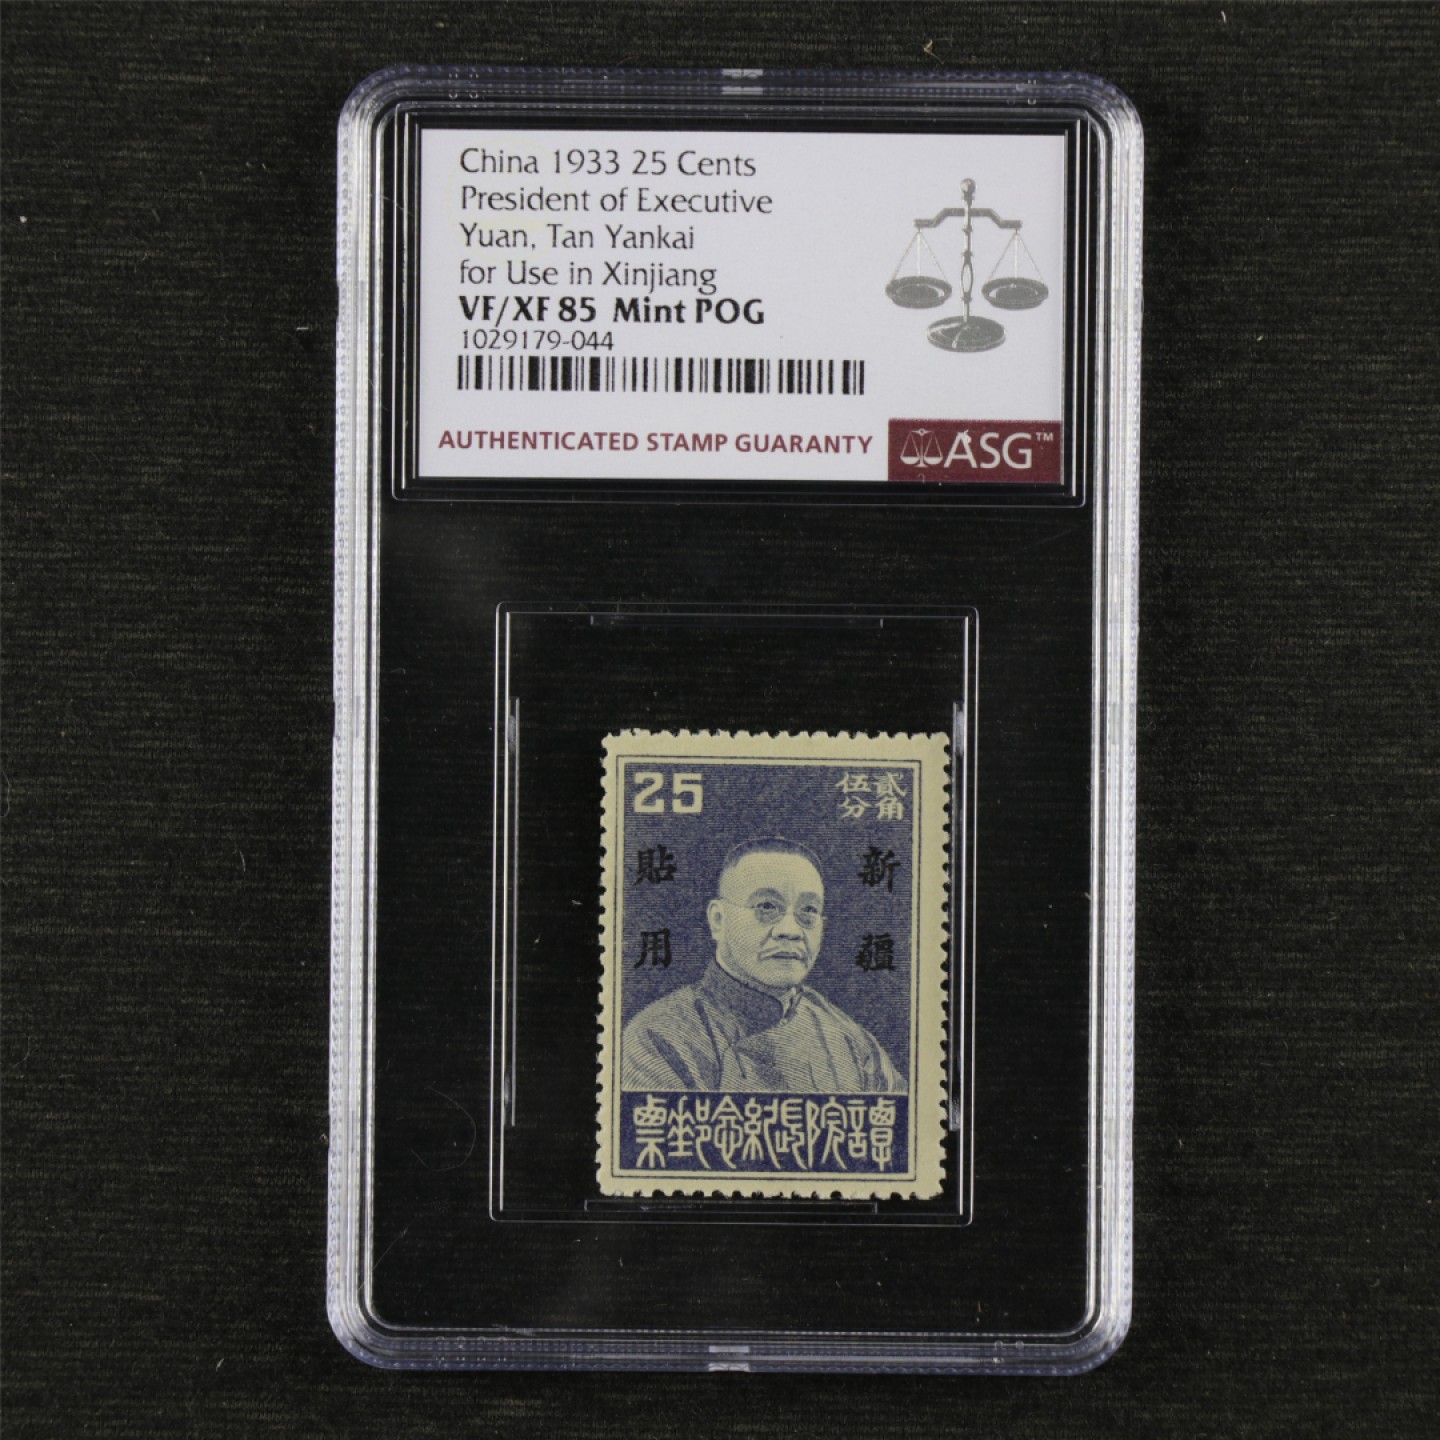 China 1933 25 Cents
President of Executive
Yuan, Tan Yankai
for Use in Xinjiang
VF/XF 85 Mint POG
1029179-044
AUTHENTICATED STAMP GUARANTY
ASG™
25
貳角
伍分
新疆
貼用
譚院長紀念郵票